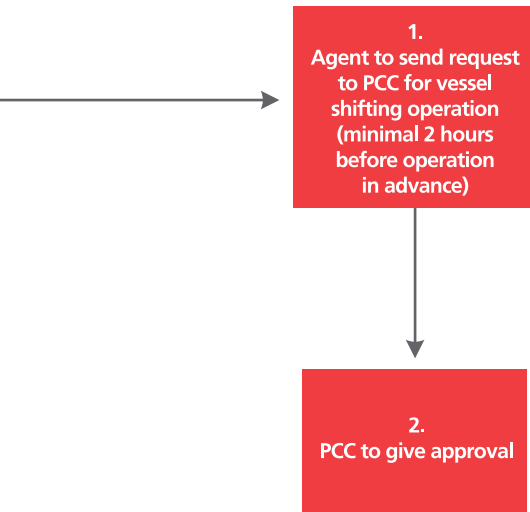 1.
Agent to send request
to PCC for vessel
shifting operation
(minimal 2 hours
before operation
in advance)
2.
PCC to give approval